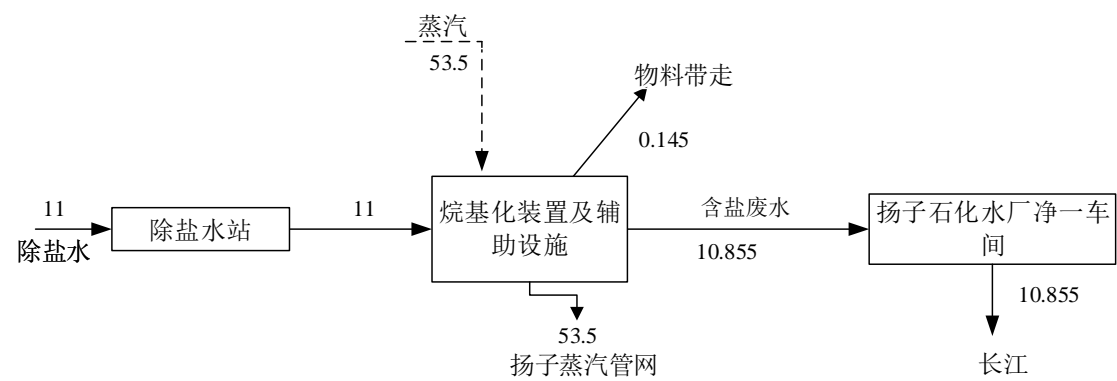 蒸汽
53.5
物料带走
0.145
11
除盐水
除盐水站
11
烷基化装置及辅
助设施
含盐废水
10.855
扬子石化水厂净一车
间
10.855
长江
53.5
扬子蒸汽管网